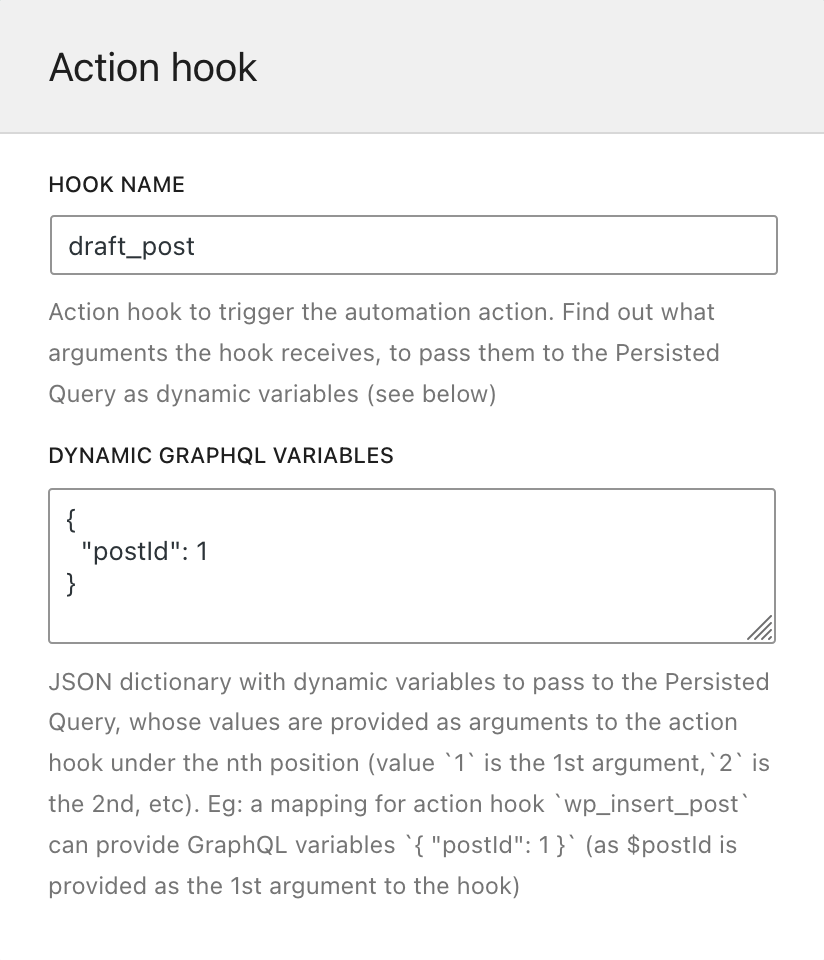 Action hook
HOOK NAME
draft_post
Action hook to trigger the automation action. Find out what
arguments the hook receives, to pass them to the Persisted
Query as dynamic variables (see below)
DYNAMIC GRAPHQL VARIABLES
{
"postId": 1
}
JSON dictionary with dynamic variables to pass to the Persisted
Query, whose values are provided as arguments to the action
hook under the nth position (value `1` is the 1st argument,`2` is
the 2nd, etc). Eg: a mapping for action hook `wp_insert_post`
can provide GraphQL variables `{ "postId": 1 }` (as $postId is
provided as the 1st argument to the hook)